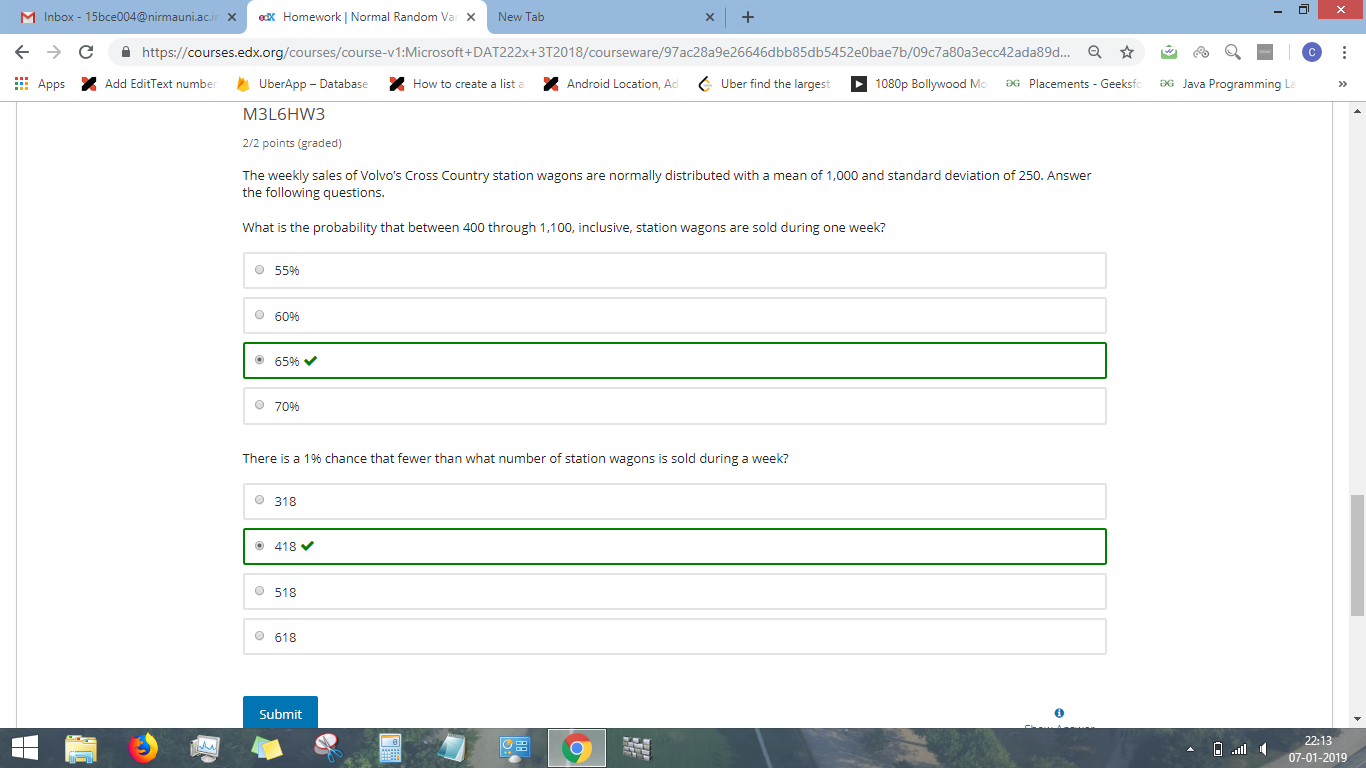 Inbox - 15bce004@nirmauni.ac.in
edX Homework | Normal Random Var
New Tab
https://courses.edx.org/courses/course-v1:Microsoft+DAT222x+3T2018/courseware/97ac28a9e26646dbb85db5452e0bae7b/09c7a80a3ecc42ada89d...
C
Apps
Add EditText number
UberApp – Database
How to create a list a
Android Location, Ad
Uber find the largest
1080p Bollywood Mo
Placements - Geeksfo
Java Programming La
»
M3L6HW3
2/2 points (graded)
The weekly sales of Volvo’s Cross Country station wagons are normally distributed with a mean of 1,000 and standard deviation of 250. Answer
the following questions.
What is the probability that between 400 through 1,100, inclusive, station wagons are sold during one week?
55%
60%
65%
70%
There is a 1% chance that fewer than what number of station wagons is sold during a week?
318
418
518
618
Submit
Show Answer
22:13
07-01-2019